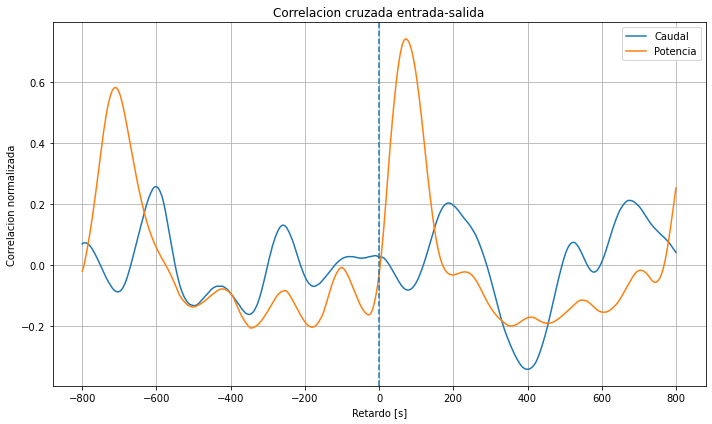 Correlacion cruzada entrada-salida
Caudal
Potencia
Correlacion normalizada
0.6
0.4
0.2
0.0
−0.2
−800
−600
−400
−200
0
200
400
600
800
Retardo [s]